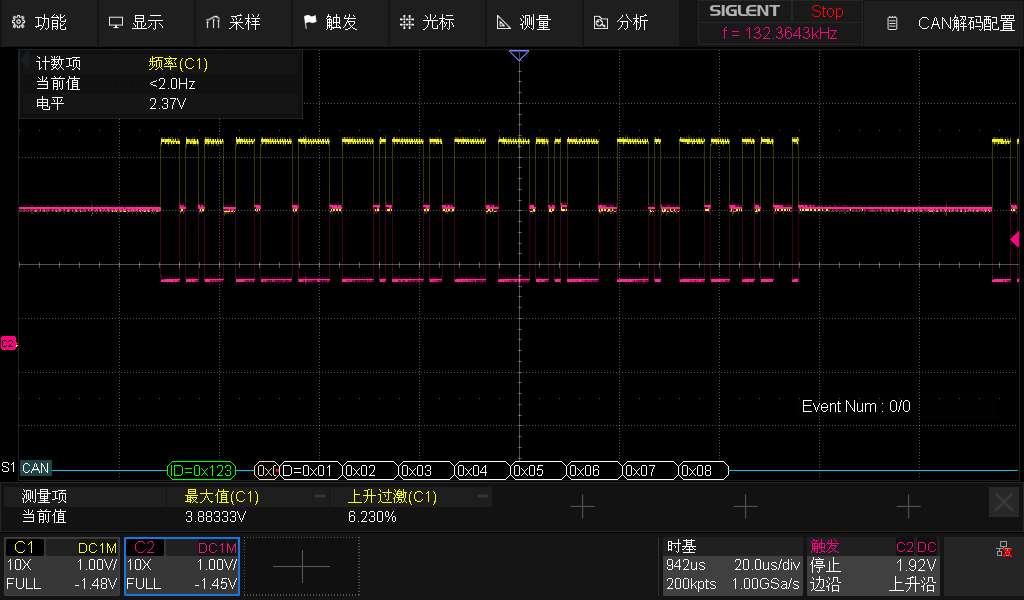 功能 显示 采样 触发 光标 测量 分析 SIGLENT Stop CAN解码配置
f = 132.3643kHz
计数项 频率(C1)
当前值 <2.0Hz
电平 2.37V
C2
Event Num : 0/0
S1 CAN ID=0x123 0x0 D=0x01 0x02 0x03 0x04 0x05 0x06 0x07 0x08
测量项 最大值(C1) 上升过激(C1)
当前值 3.88333V 6.230%
C1 DC1M C2 DC1M 时基 触发 C2 DC
10X 1.00V/ 10X 1.00V/ 942us 20.0us/div 停止 1.92V
FULL -1.48V FULL -1.45V 200kpts 1.00GSa/s 边沿 上升沿